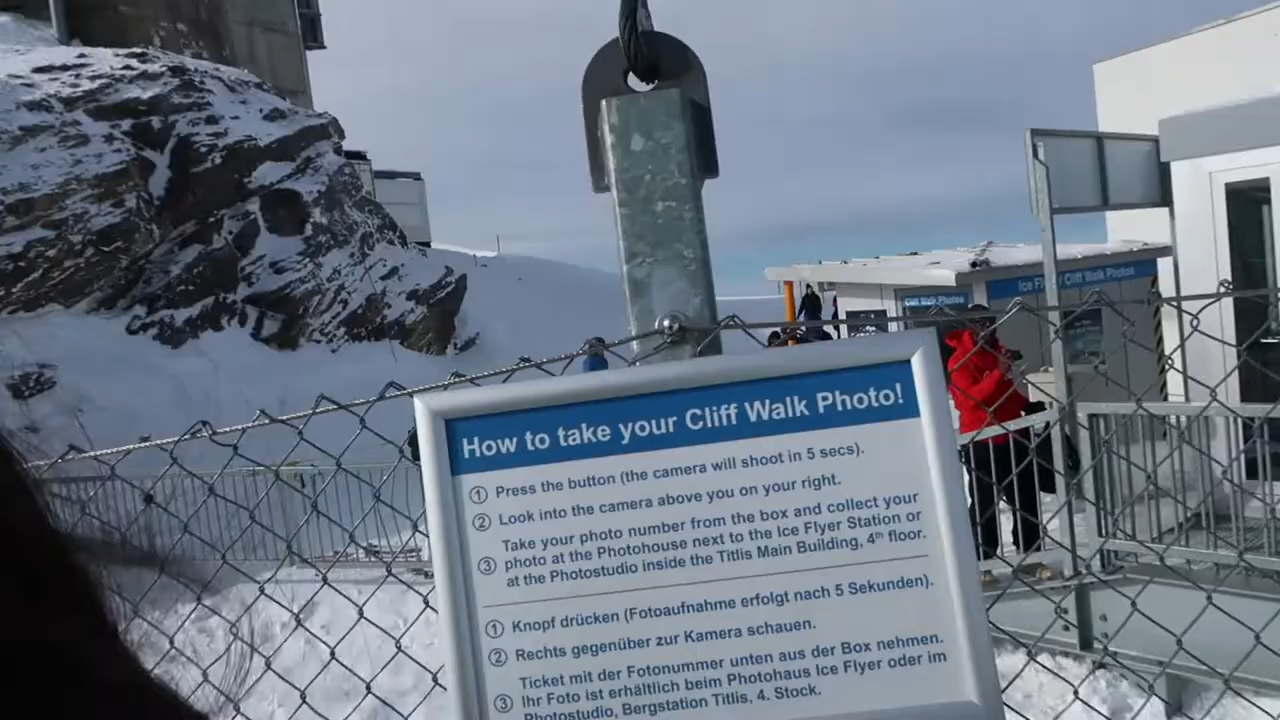 Ice Fl Cliff Walk Photos
Cliff Walk Photos
How to take your Cliff Walk Photo!
① Press the button (the camera will shoot in 5 secs).
② Look into the camera above you on your right.
Take your photo number from the box and collect your
③ photo at the Photohouse next to the Ice Flyer Station or
at the Photostudio inside the Titlis Main Building, 4th floor.
① Knopf drücken (Fotoaufnahme erfolgt nach 5 Sekunden).
② Rechts gegenüber zur Kamera schauen.
Ticket mit der Fotonummer unten aus der Box nehmen.
③ Ihr Foto ist erhältlich beim Photohaus Ice Flyer oder im
Photostudio, Bergstation Titlis, 4. Stock.